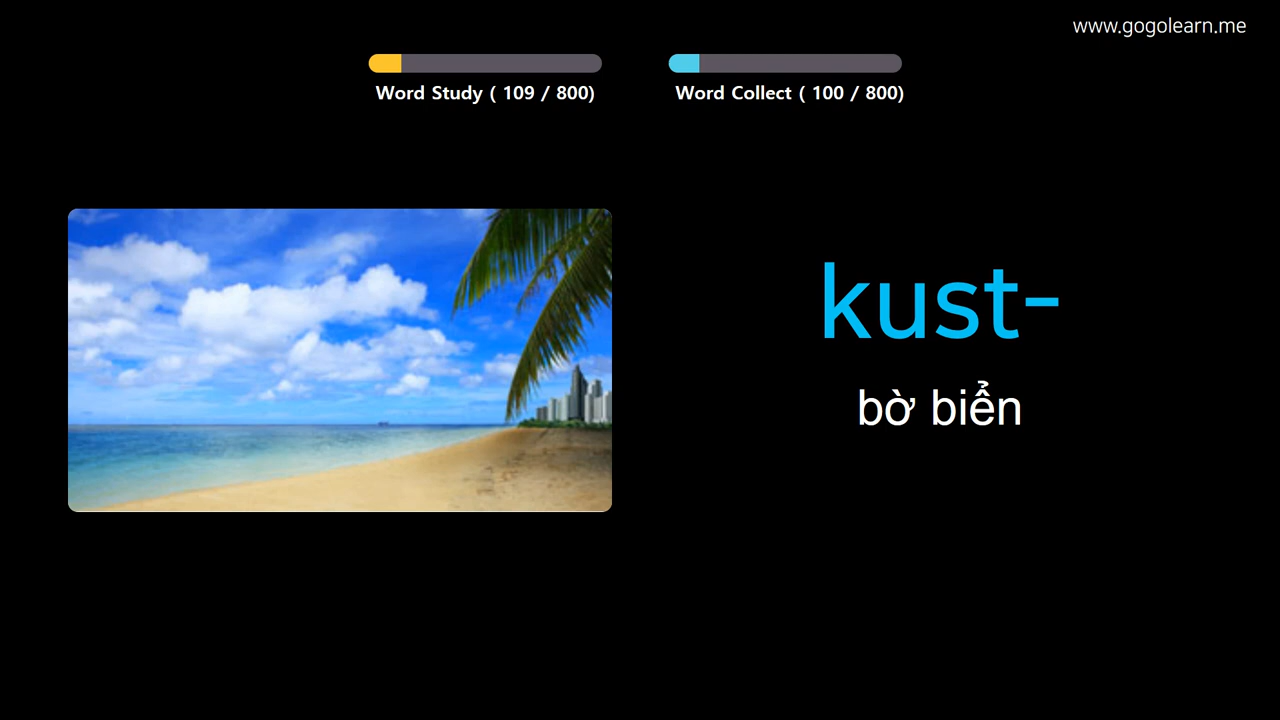 www.gogolearn.me
Word Study ( 109 / 800)
Word Collect ( 100 / 800)
kust-
bờ biển